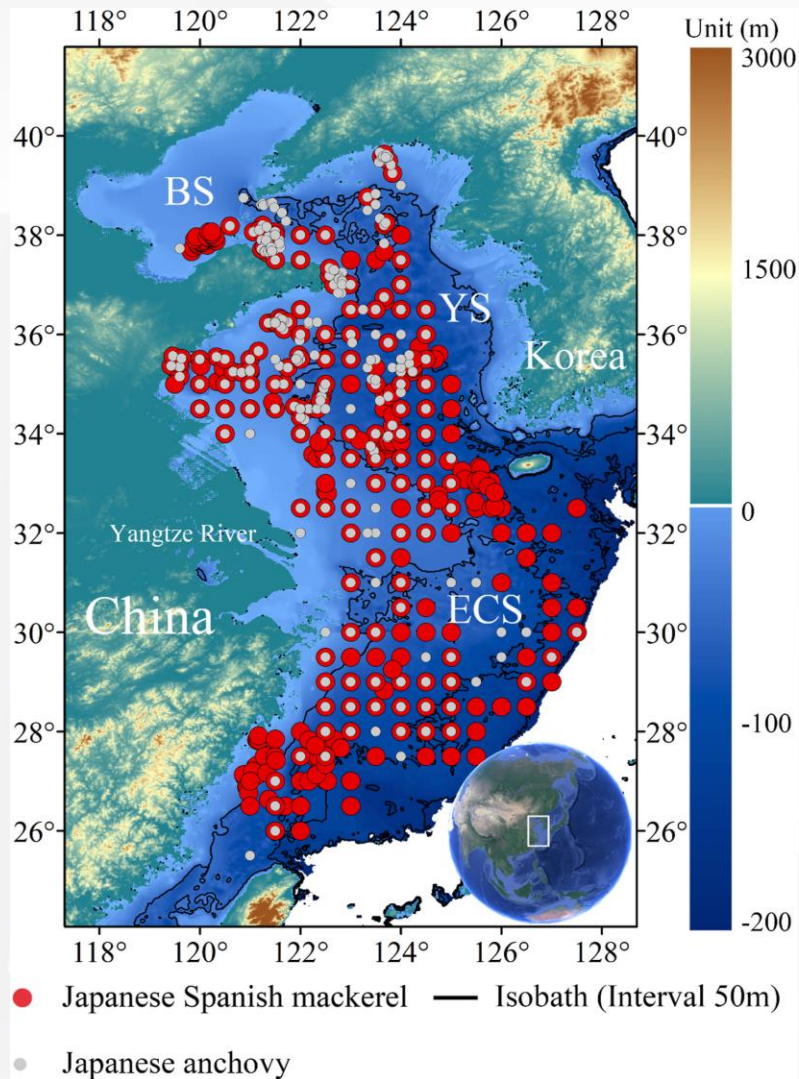 118° 120° 122° 124° 126° 128°
Unit (m)
3000
40° 40°
BS
38° 38°
1500
YS
36° 36°
Korea
34° 34°
0
Yangtze River
32° 32°
China
ECS
30° 30°
-100
28° 28°
26° 26°
-200
118° 120° 122° 124° 126° 128°
Japanese Spanish mackerel Isobath (Interval 50m)
Japanese anchovy